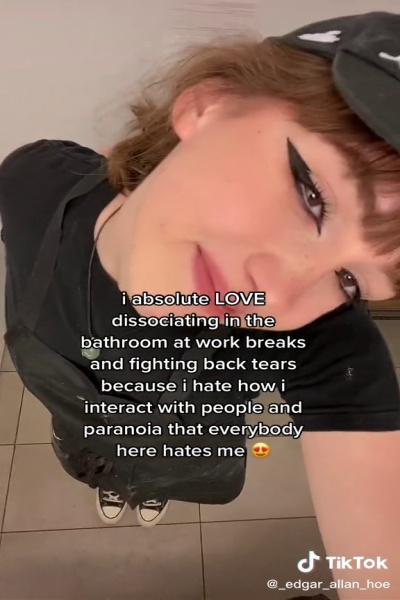 i absolute LOVE
dissociating in the
bathroom at work breaks
and fighting back tears
because i hate how i
interact with people and
paranoia that everybody
here hates me 😍
TikTok
@_edgar_allan_hoe